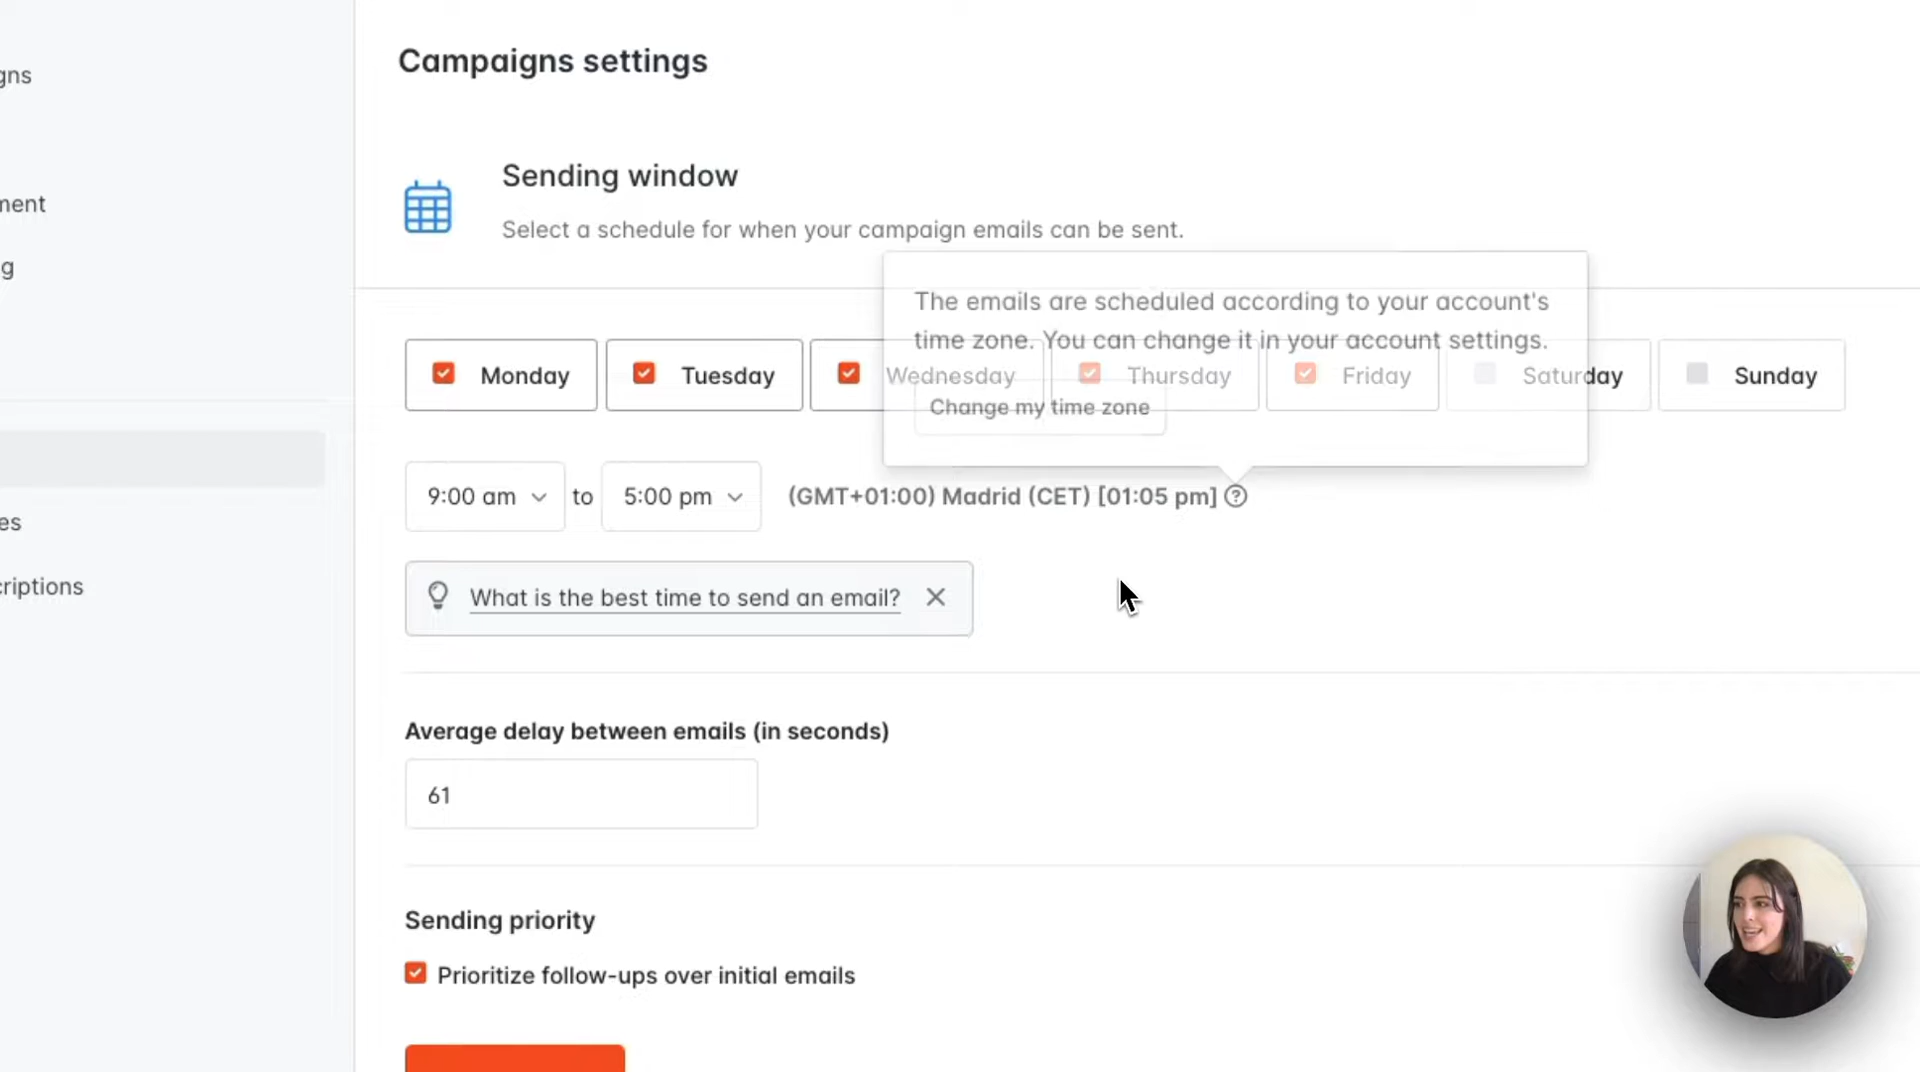 Campaigns settings
gns
Sending window
ment
Select a schedule for when your campaign emails can be sent.
g
The emails are scheduled according to your account's
time zone. You can change it in your account settings.
Monday Tuesday Wednesday Thursday Friday Saturday Sunday
Change my time zone
9:00 am to 5:00 pm (GMT+01:00) Madrid (CET) [01:05 pm] ?
es
criptions
What is the best time to send an email?
Average delay between emails (in seconds)
61
Sending priority
Prioritize follow-ups over initial emails